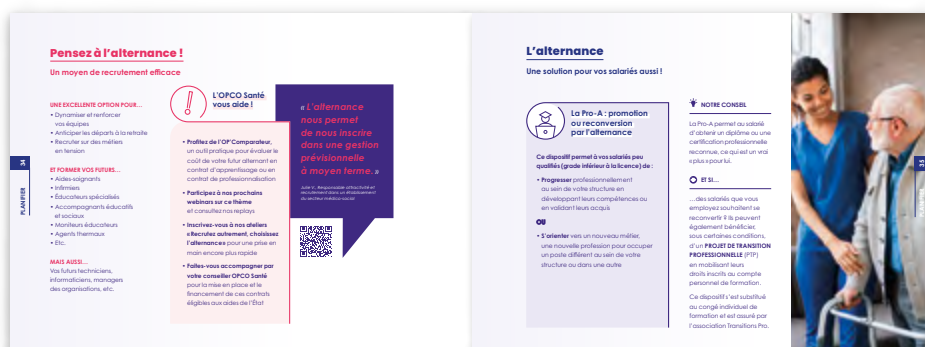 Pensez à l'alternance !
Un moyen de recrutement efficace
UNE EXCELLENTE OPTION POUR...
• Dynamiser et renforcer
vos équipes
• Anticiper les départs à la retraite
• Recruter sur des métiers
en tension
ET FORMER VOS FUTURS...
• Aides-soignants
• Infirmiers
• Éducateurs spécialisés
• Accompagnants éducatifs
et sociaux
• Moniteurs éducateurs
• Agents thermaux
• Etc.
MAIS AUSSI...
Vos futurs techniciens,
informaticiens, managers
des organisations, etc.
34
PLANIFIER
L'OPCO Santé
vous aide !
• Profitez de l'OP'Comparateur,
un outil pratique pour évaluer le
coût de votre futur alternant en
contrat d'apprentissage ou en
contrat de professionnalisation
• Participez à nos prochains
webinars sur ce thème
et consultez nos replays
• Inscrivez-vous à nos ateliers
« Recrutez autrement, choisissez
l'alternance » pour une prise en
main encore plus rapide
• Faites-vous accompagner par
votre conseiller OPCO Santé
pour la mise en place et le
financement de ces contrats
éligibles aux aides de l'État
« L'alternance
nous permet
de nous inscrire
dans une gestion
prévisionnelle
à moyen terme. »
Julie V., Responsable attractivité et
recrutement dans un établissement
du secteur médico-social
L'alternance
Une solution pour vos salariés aussi !
La Pro-A : promotion
ou reconversion
par l'alternance
Ce dispositif permet à vos salariés peu
qualifiés (grade inférieur à la licence) de :
• Progresser professionnellement
au sein de votre structure en
développant leurs compétences ou
en validant leurs acquis
OU
• S'orienter vers un nouveau métier,
une nouvelle profession pour occuper
un poste différent au sein de votre
structure ou dans une autre
NOTRE CONSEIL
La Pro-A permet au salarié
d'obtenir un diplôme ou une
certification professionnelle
reconnue, ce qui est un vrai
« plus » pour lui.
ET SI...
...des salariés que vous
employez souhaitent se
reconvertir ? Ils peuvent
également bénéficier,
sous certaines conditions,
d'un PROJET DE TRANSITION
PROFESSIONNELLE (PTP)
en mobilisant leurs
droits inscrits au compte
personnel de formation.
Ce dispositif s'est substitué
au congé individuel de
formation et est assuré par
l'association Transitions Pro.
35